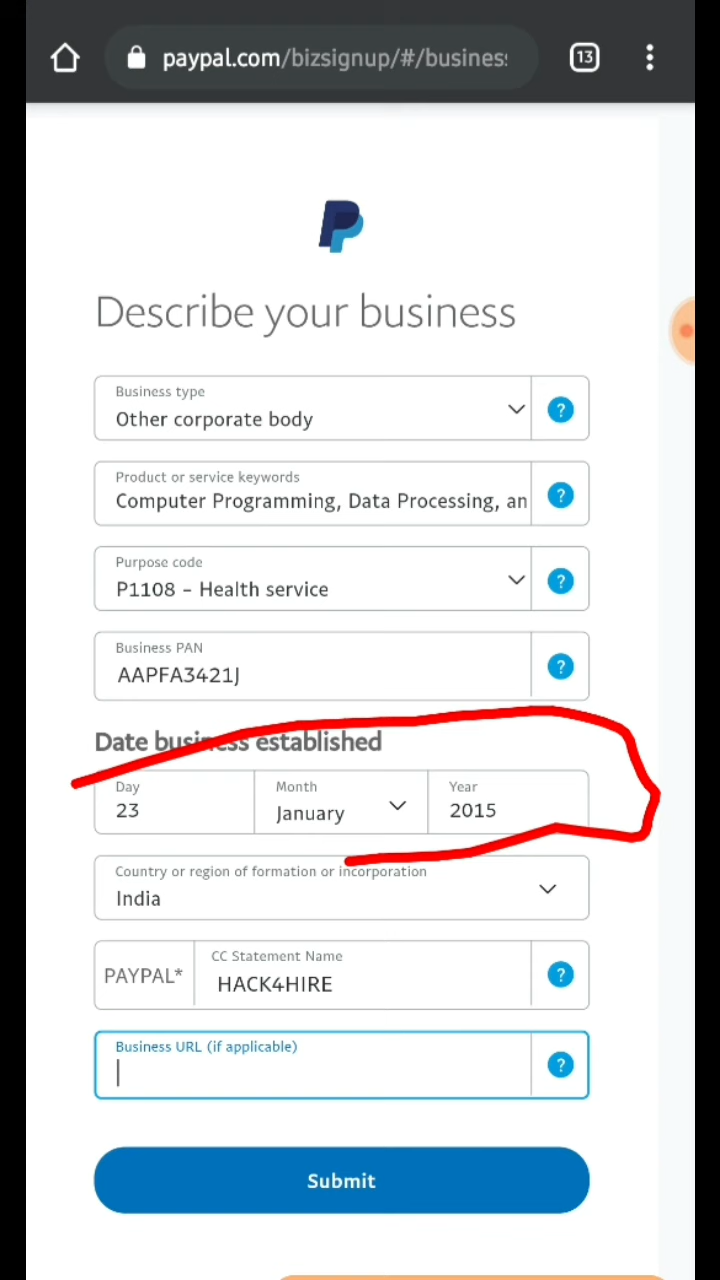 paypal.com/bizsignup/#/business
13
Describe your business
Business type
Other corporate body
?
Product or service keywords
Computer Programming, Data Processing, an
?
Purpose code
P1108 – Health service
?
Business PAN
AAPFA3421J
?
Date business established
Day Month Year
23 January 2015
Country or region of formation or incorporation
India
CC Statement Name
PAYPAL* HACK4HIRE
?
Business URL (if applicable)
?
Submit